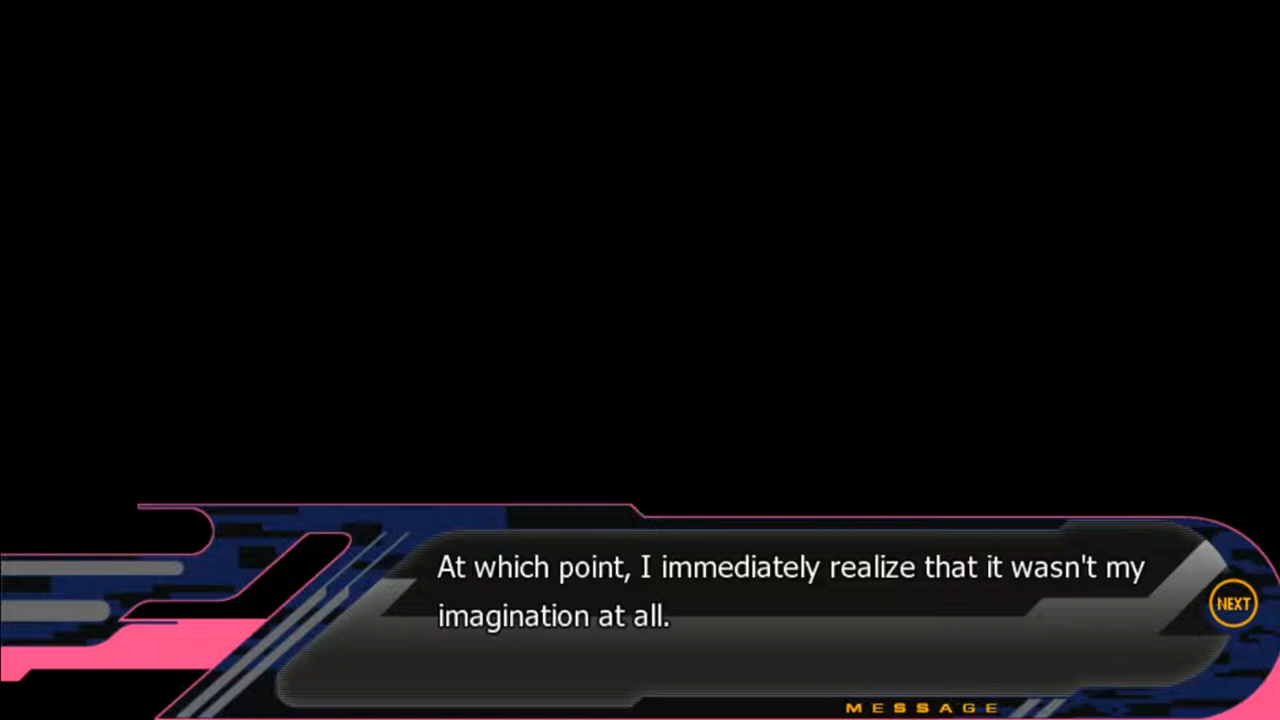 At which point, I immediately realize that it wasn't my
imagination at all.
NEXT
MESSAGE